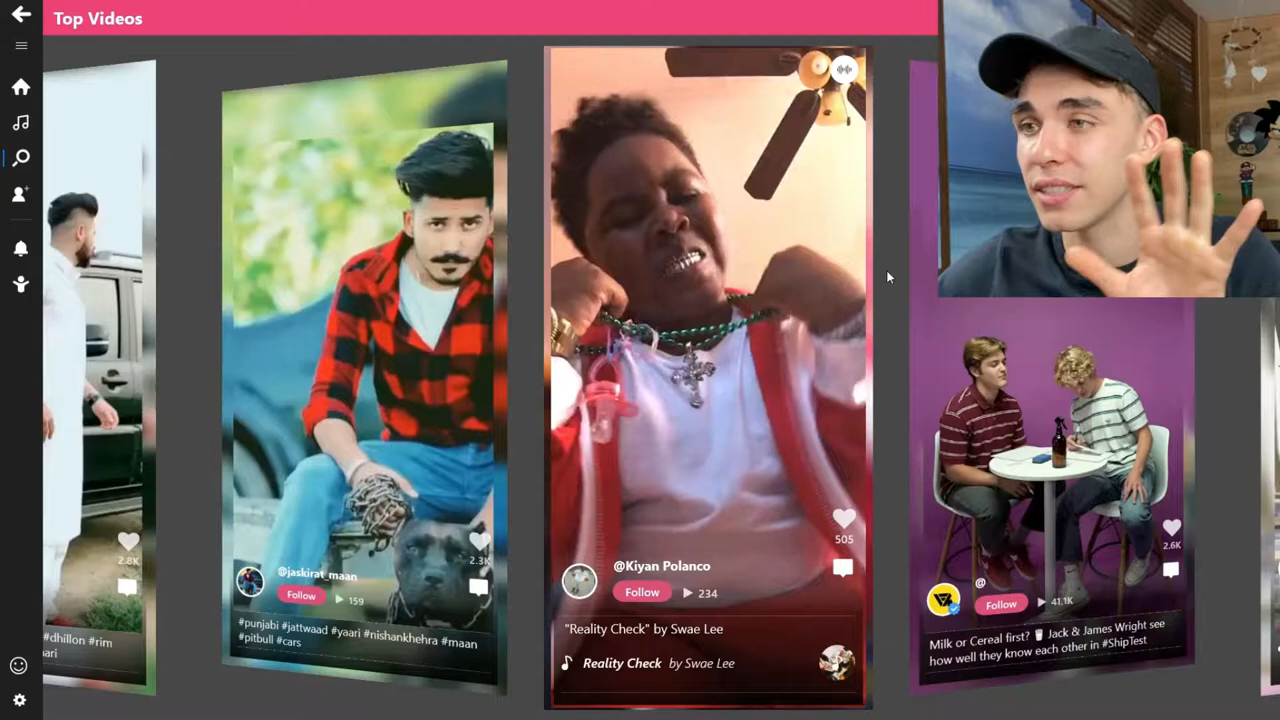 Top Videos
2.8K
#dhillon #rim
ari
2.3K
@jaskirat_maan
Follow
159
#punjabi #jattwaad #yaari #nishankhehra #maan
#pitbull #cars
505
@Kiyan Polanco
Follow
234
"Reality Check" by Swae Lee
Reality Check by Swae Lee
2.6K
@
Follow
41.1K
Milk or Cereal first? 🥛 Jack & James Wright see
how well they know each other in #ShipTest